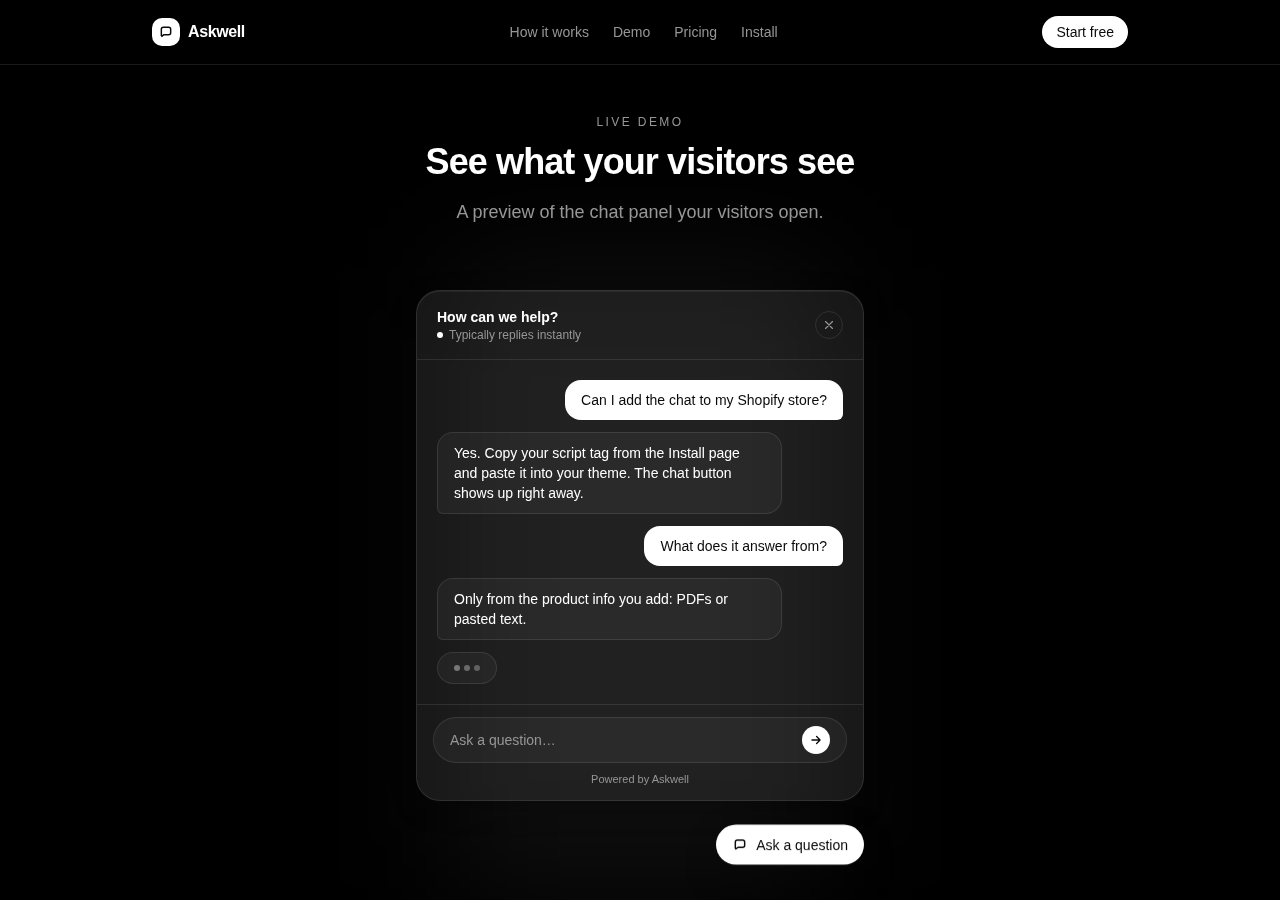 Askwell
How it works
Demo
Pricing
Install
Start free
LIVE DEMO
See what your visitors see
A preview of the chat panel your visitors open.
How can we help?
Typically replies instantly
Can I add the chat to my Shopify store?
Yes. Copy your script tag from the Install page
and paste it into your theme. The chat button
shows up right away.
What does it answer from?
Only from the product info you add: PDFs or
pasted text.
Ask a question…
Powered by Askwell
Ask a question